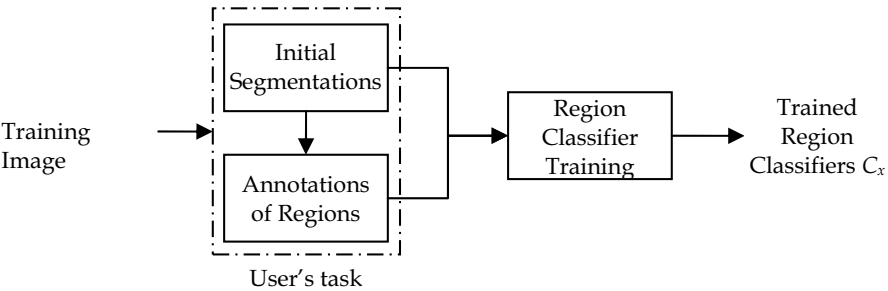 Training
Image
Initial
Segmentations
Annotations
of Regions
User's task
Region
Classifier
Training
Trained
Region
Classifiers Cₓ